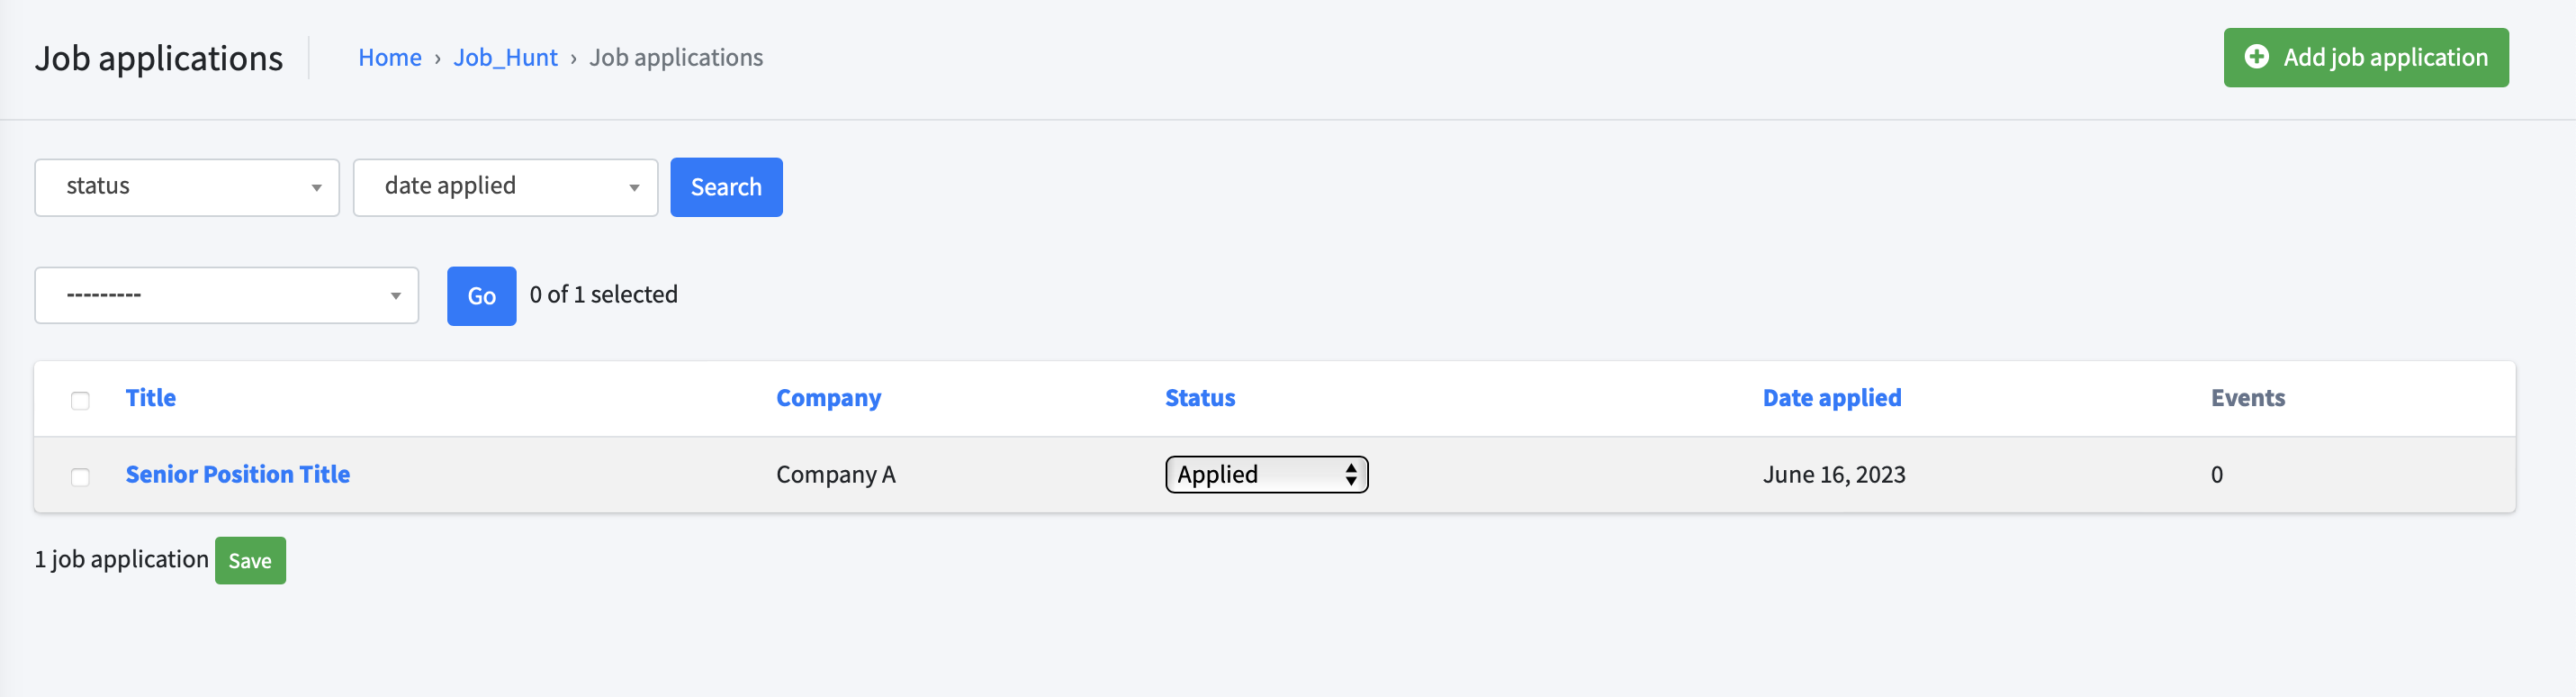 Job applications
Home › Job_Hunt › Job applications
Add job application
status
date applied
Search
---------
Go
0 of 1 selected
Title Company Status Date applied Events
Senior Position Title Company A Applied June 16, 2023 0
1 job application Save